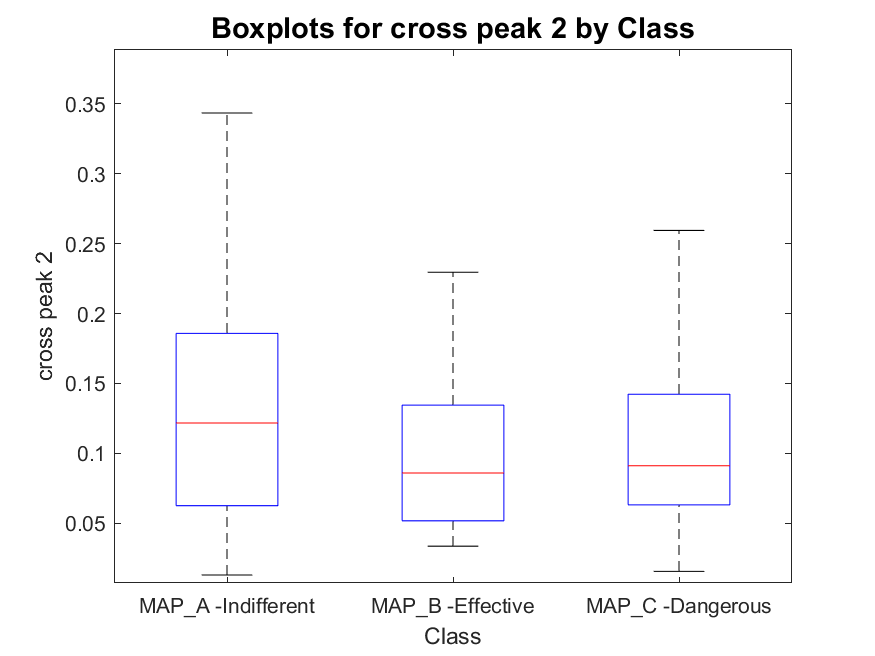 Boxplots for cross peak 2 by Class
cross peak 2
0.35
0.3
0.25
0.2
0.15
0.1
0.05
MAP_A -Indifferent MAP_B -Effective MAP_C -Dangerous
Class